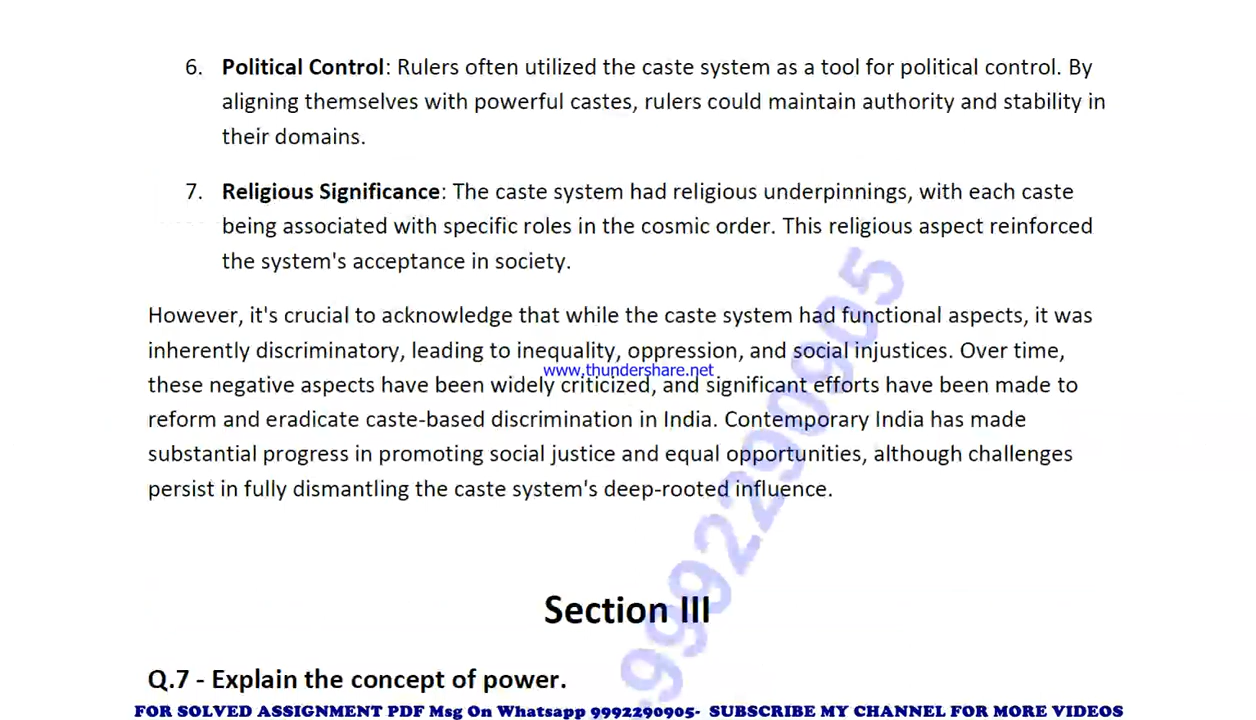 6. Political Control: Rulers often utilized the caste system as a tool for political control. By
aligning themselves with powerful castes, rulers could maintain authority and stability in
their domains.
7. Religious Significance: The caste system had religious underpinnings, with each caste
being associated with specific roles in the cosmic order. This religious aspect reinforced
the system's acceptance in society.
However, it's crucial to acknowledge that while the caste system had functional aspects, it was
inherently discriminatory, leading to inequality, oppression, and social injustices. Over time,
www.thundershare.net
these negative aspects have been widely criticized, and significant efforts have been made to
reform and eradicate caste-based discrimination in India. Contemporary India has made
substantial progress in promoting social justice and equal opportunities, although challenges
persist in fully dismantling the caste system's deep-rooted influence.
9992290905
Section III
Q.7 - Explain the concept of power.
FOR SOLVED ASSIGNMENT PDF Msg On Whatsapp 9992290905- SUBSCRIBE MY CHANNEL FOR MORE VIDEOS